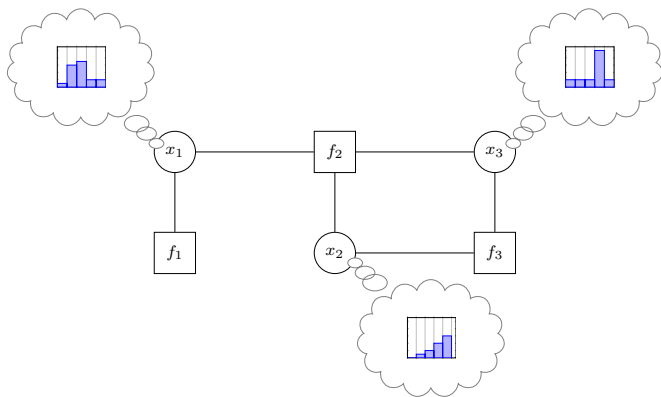 x₁ f₂ x₃
f₁ x₂ f₃